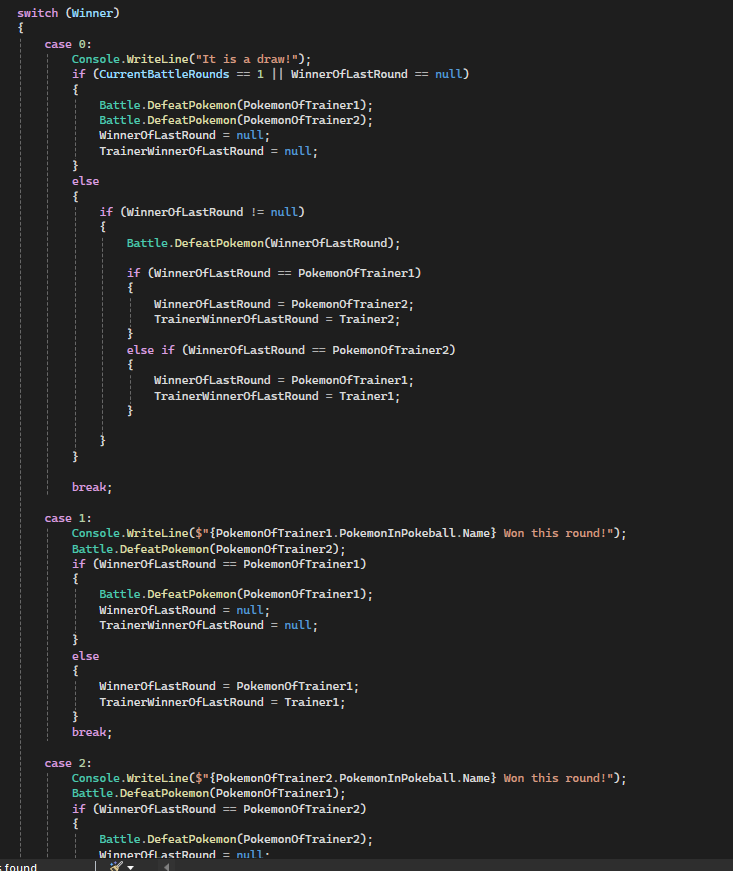 switch (Winner)
{
case 0:
Console.WriteLine("It is a draw!");
if (CurrentBattleRounds == 1 || WinnerOfLastRound == null)
{
Battle.DefeatPokemon(PokemonOfTrainer1);
Battle.DefeatPokemon(PokemonOfTrainer2);
WinnerOfLastRound = null;
TrainerWinnerOfLastRound = null;
}
else
{
if (WinnerOfLastRound != null)
{
Battle.DefeatPokemon(WinnerOfLastRound);
if (WinnerOfLastRound == PokemonOfTrainer1)
{
WinnerOfLastRound = PokemonOfTrainer2;
TrainerWinnerOfLastRound = Trainer2;
}
else if (WinnerOfLastRound == PokemonOfTrainer2)
{
WinnerOfLastRound = PokemonOfTrainer1;
TrainerWinnerOfLastRound = Trainer1;
}
}
}
break;
case 1:
Console.WriteLine($"{PokemonOfTrainer1.PokemonInPokeball.Name} Won this round!");
Battle.DefeatPokemon(PokemonOfTrainer2);
if (WinnerOfLastRound == PokemonOfTrainer1)
{
Battle.DefeatPokemon(PokemonOfTrainer1);
WinnerOfLastRound = null;
TrainerWinnerOfLastRound = null;
}
else
{
WinnerOfLastRound = PokemonOfTrainer1;
TrainerWinnerOfLastRound = Trainer1;
}
break;
case 2:
Console.WriteLine($"{PokemonOfTrainer2.PokemonInPokeball.Name} Won this round!");
Battle.DefeatPokemon(PokemonOfTrainer1);
if (WinnerOfLastRound == PokemonOfTrainer2)
{
Battle.DefeatPokemon(PokemonOfTrainer2);
WinnerOfLastRound = null;
found